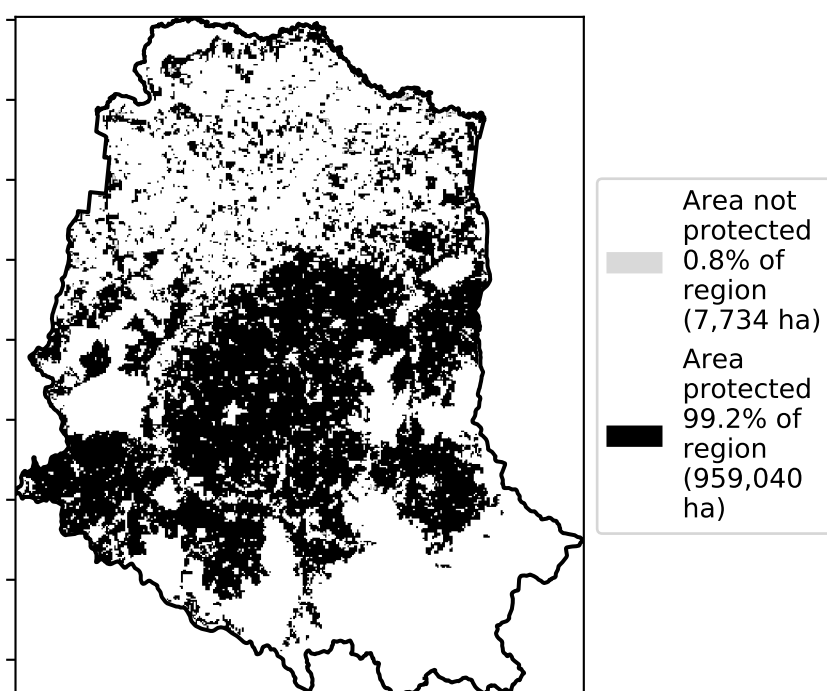 Area not
protected
0.8% of
region
(7,734 ha)
Area
protected
99.2% of
region
(959,040
ha)